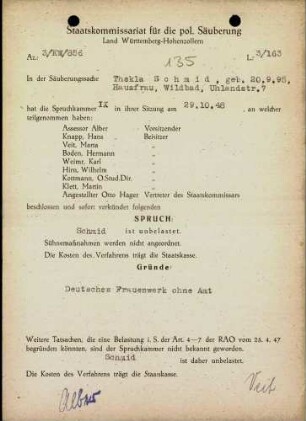 Staatskommissariat für die pol. Säuberung
Land Württemberg-Hohenzollern
Az: 3/KW/856 L: 3/163
135
In der Säuberungssache Thekla Schmid, geb. 20.9.98,
Hausfrau, Wildbad, Uhlandstr.7
hat die Spruchkammer IX in ihrer Sitzung am 29.10.48, an welcher
teilgenommen haben:
Assessor Alber Vorsitzender
Knapp, Hans Beisitzer
Veit, Maria "
Baden, Hermann "
Weimer, Karl "
Hirn, Wilhelm "
Kottmann, O.Stud.Dir. "
Klett, Martin "
Angestellter Otto Hager Vertreter des Staatskommissars
beschlossen und sofort verkündet folgenden
SPRUCH:
Schmid ist unbelastet.
Sühnemaßnahmen werden nicht angeordnet.
Die Kosten des Verfahrens trägt die Staatskasse.
Gründe:
Deutsches Frauenwerk ohne Amt
Weitere Tatsachen, die eine Belastung i. S. der Art. 4—7 der RAO vom 26. 4. 47
begründen könnten, sind der Spruchkammer nicht bekannt geworden.
Schmid ist daher unbelastet.
Die Kosten des Verfahrens trägt die Staatskasse.
Alber Veit